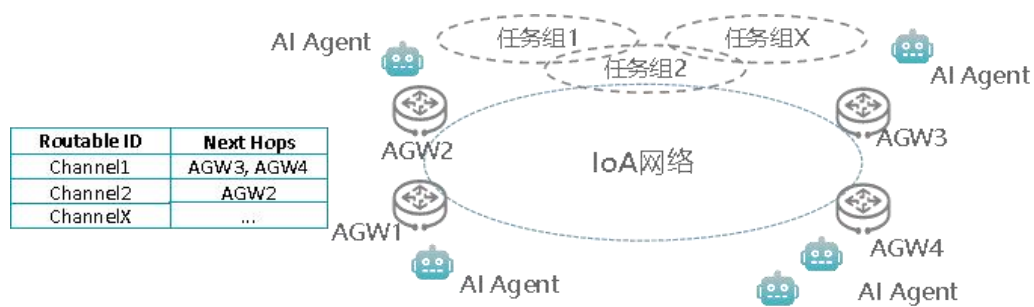 AI Agent
任务组1
任务组X
任务组2
AI Agent
Routable ID
Next Hops
Channel1
AGW3, AGW4
Channel2
AGW2
ChannelX
...
AGW2
AGW3
IoA网络
AGW1
AGW4
AI Agent
AI Agent